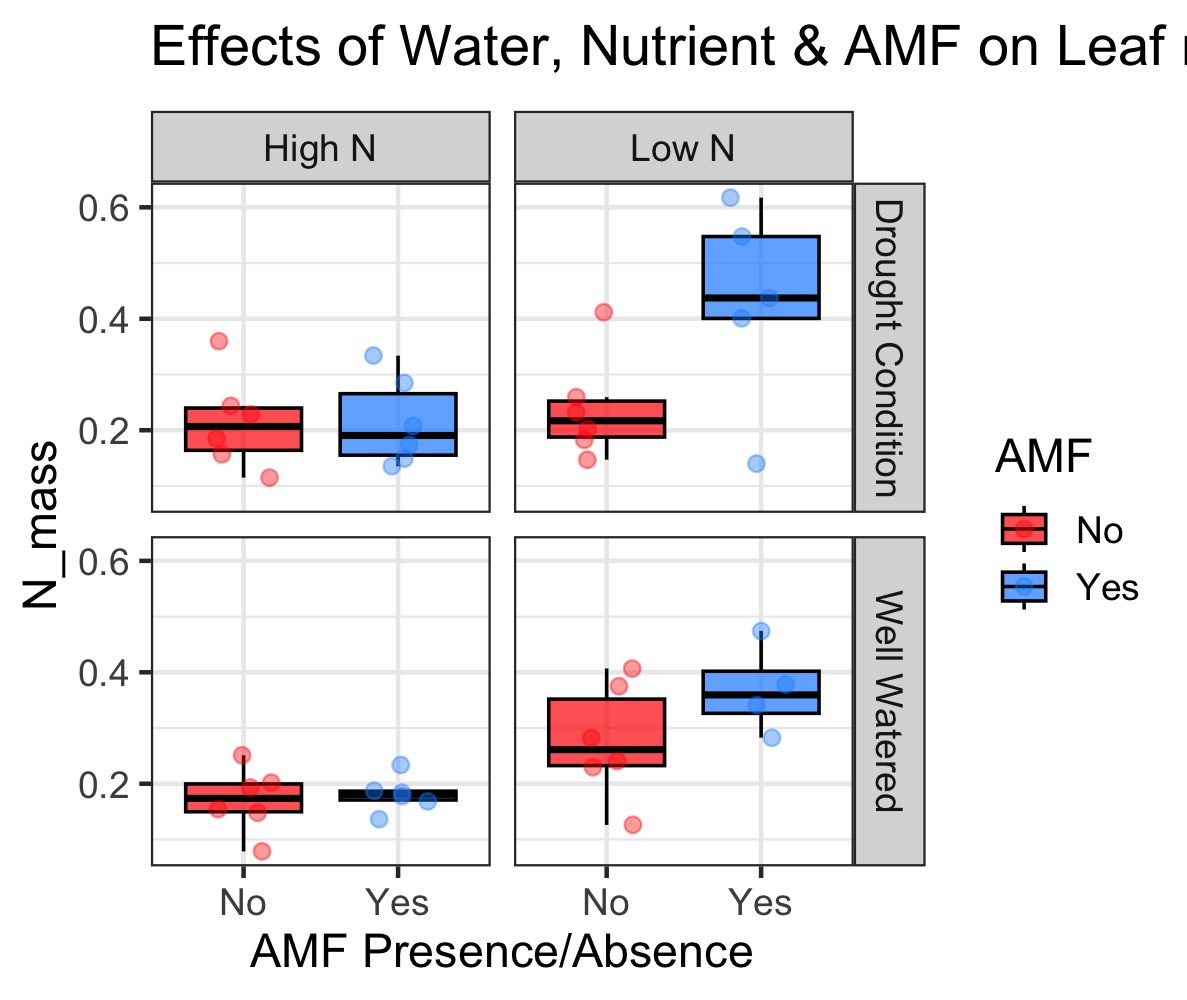 Effects of Water, Nutrient & AMF on Leaf
High N
Low N
Drought Condition
Well Watered
N_mass
0.6
0.4
0.2
0.6
0.4
0.2
No
Yes
No
Yes
AMF Presence/Absence
AMF
No
Yes